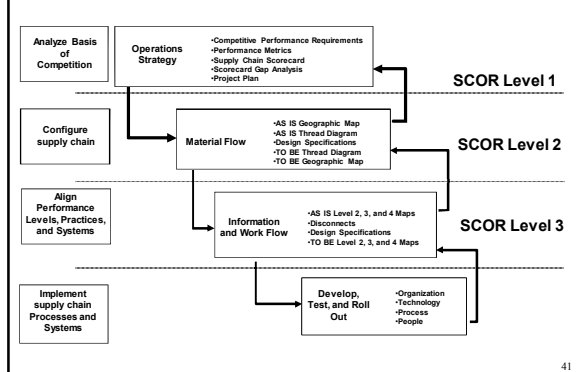 Analyze Basis
of
Competition
Operations
Strategy
•Competitive Performance Requirements
•Performance Metrics
•Supply Chain Scorecard
•Scorecard Gap Analysis
•Project Plan
SCOR Level 1
Configure
supply chain
Material Flow
•AS IS Geographic Map
•AS IS Thread Diagram
•Design Specifications
•TO BE Thread Diagram
•TO BE Geographic Map
SCOR Level 2
Align
Performance
Levels, Practices,
and Systems
Information
and Work Flow
•AS IS Level 2, 3, and 4 Maps
•Disconnects
•Design Specifications
•TO BE Level 2, 3, and 4 Maps
SCOR Level 3
Implement
supply chain
Processes and
Systems
Develop,
Test, and Roll
Out
•Organization
•Technology
•Process
•People
41